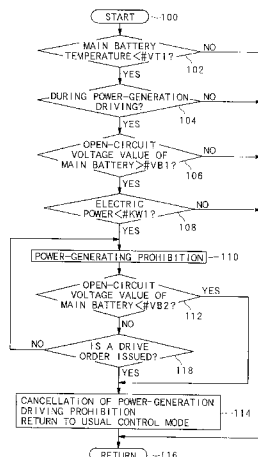 START
100
MAIN BATTERY
TEMPERATURE<#VT1?
NO
102
YES
DURING POWER-GENERATION
DRIVING?
NO
104
YES
OPEN-CIRCUIT
VOLTAGE VALUE OF
MAIN BATTERY>#VB1?
NO
106
YES
ELECTRIC
POWER<#KW1?
NO
108
YES
POWER-GENERATING PROHIBITION
110
OPEN-CIRCUIT
VOLTAGE VALUE OF
MAIN BATTERY<#VB2?
YES
112
NO
IS A DRIVE
ORDER ISSUED?
NO
118
YES
CANCELLATION OF POWER-GENERATION
DRIVING PROHIBITION
RETURN TO USUAL CONTROL MODE
114
RETURN
116